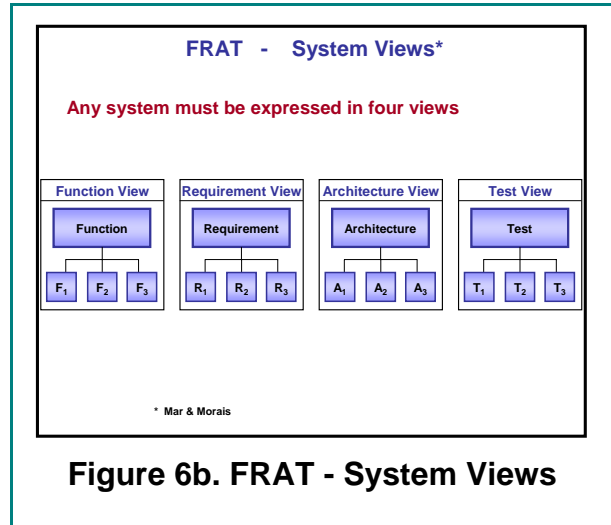 FRAT - System Views*
Any system must be expressed in four views
Function View
Function
F1 F2 F3
Requirement View
Requirement
R1 R2 R3
Architecture View
Architecture
A1 A2 A3
Test View
Test
T1 T2 T3
* Mar & Morais
Figure 6b. FRAT - System Views